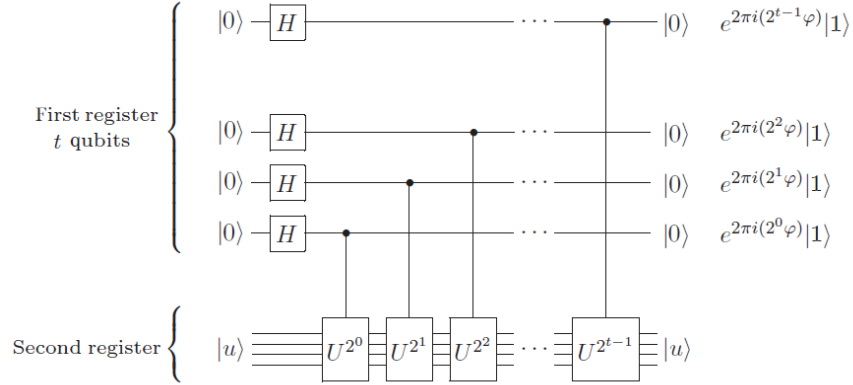 |0⟩ H ··· |0⟩ e^{2πi(2^{t−1}φ)}|1⟩
First register
t qubits
|0⟩ H ··· |0⟩ e^{2πi(2^2φ)}|1⟩
|0⟩ H ··· |0⟩ e^{2πi(2^1φ)}|1⟩
|0⟩ H ··· |0⟩ e^{2πi(2^0φ)}|1⟩
Second register |u⟩ U^{2^0} U^{2^1} U^{2^2} ··· U^{2^{t−1}} |u⟩